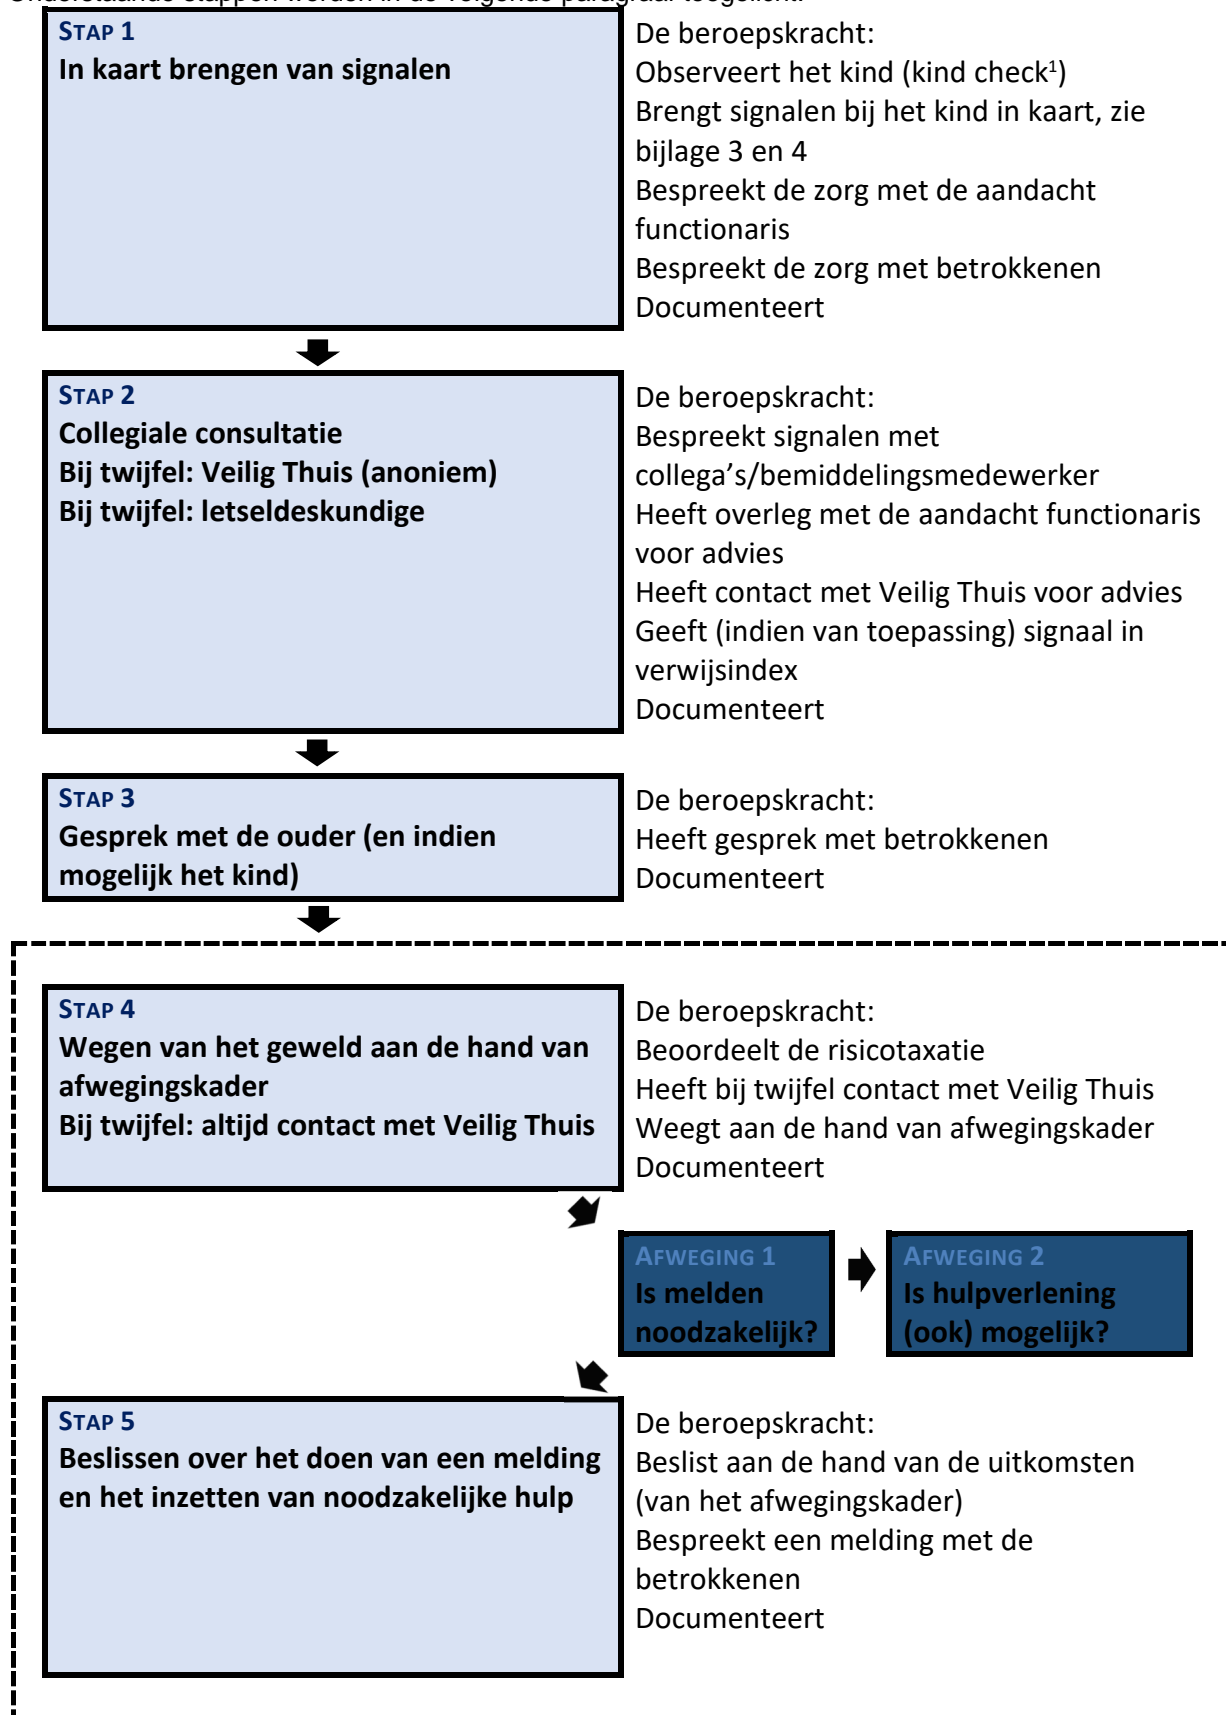 Onderstaande stappen worden in de volgende paragraaf toegelicht.
STAP 1
In kaart brengen van signalen
De beroepskracht:
Observeert het kind (kind check¹)
Brengt signalen bij het kind in kaart, zie
bijlage 3 en 4
Bespreekt de zorg met de aandacht
functionaris
Bespreekt de zorg met betrokkenen
Documenteert
STAP 2
Collegiale consultatie
Bij twijfel: Veilig Thuis (anoniem)
Bij twijfel: letseldeskundige
De beroepskracht:
Bespreekt signalen met
collega's/bemiddelingsmedewerker
Heeft overleg met de aandacht functionaris
voor advies
Heeft contact met Veilig Thuis voor advies
Geeft (indien van toepassing) signaal in
verwijsindex
Documenteert
STAP 3
Gesprek met de ouder (en indien
mogelijk het kind)
De beroepskracht:
Heeft gesprek met betrokkenen
Documenteert
STAP 4
Wegen van het geweld aan de hand van
afwegingskader
Bij twijfel: altijd contact met Veilig Thuis
De beroepskracht:
Beoordeelt de risicotaxatie
Heeft bij twijfel contact met Veilig Thuis
Weegt aan de hand van afwegingskader
Documenteert
AFWEGING 1
Is melden
noodzakelijk?
AFWEGING 2
Is hulpverlening
(ook) mogelijk?
STAP 5
Beslissen over het doen van een melding
en het inzetten van noodzakelijke hulp
De beroepskracht:
Beslist aan de hand van de uitkomsten
(van het afwegingskader)
Bespreekt een melding met de
betrokkenen
Documenteert